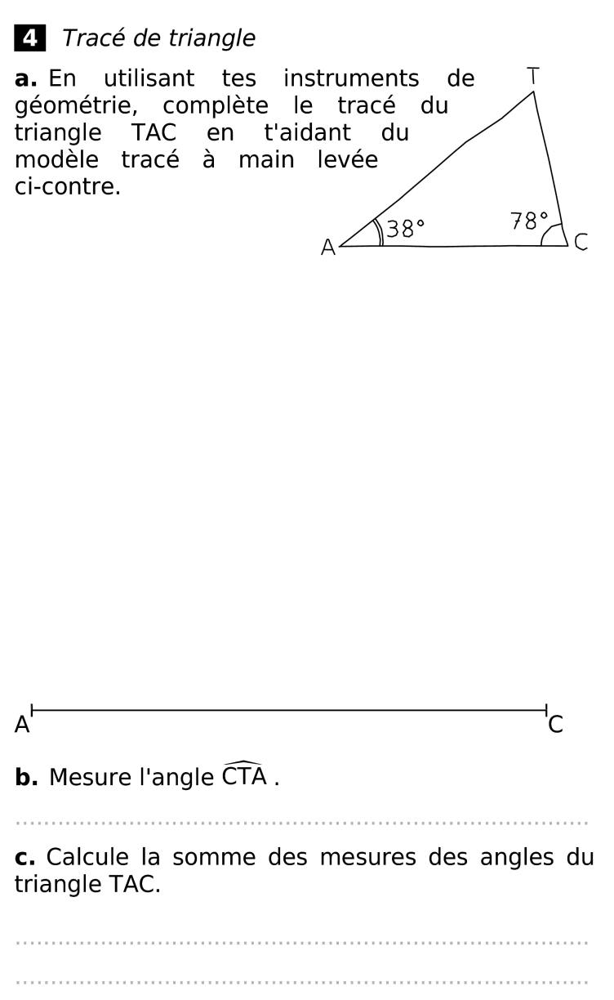 4 Tracé de triangle
a. En utilisant tes instruments de
géométrie, complète le tracé du
triangle TAC en t'aidant du
modèle tracé à main levée
ci-contre.
T
38°
78°
A
C
A
C
b. Mesure l'angle CTA .
c. Calcule la somme des mesures des angles du
triangle TAC.